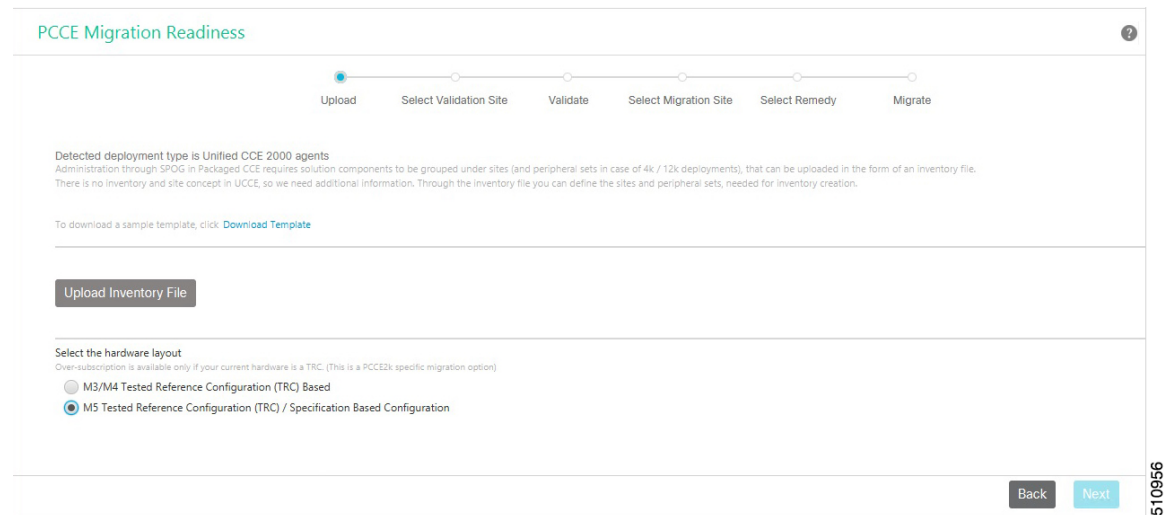 PCCE Migration Readiness
?
Upload Select Validation Site Validate Select Migration Site Select Remedy Migrate
Detected deployment type is Unified CCE 2000 agents
Administration through SPOG in Packaged CCE requires solution components to be grouped under sites (and peripheral sets in case of 4k / 12k deployments), that can be uploaded in the form of an inventory file.
There is no inventory and site concept in UCCE, so we need additional information. Through the inventory file you can define the sites and peripheral sets, needed for inventory creation.
To download a sample template, click Download Template
Upload Inventory File
Select the hardware layout
Over-subscription is available only if your current hardware is a TRC. (This is a PCCE2k specific migration option)
M3/M4 Tested Reference Configuration (TRC) Based
M5 Tested Reference Configuration (TRC) / Specification Based Configuration
Back Next
510956